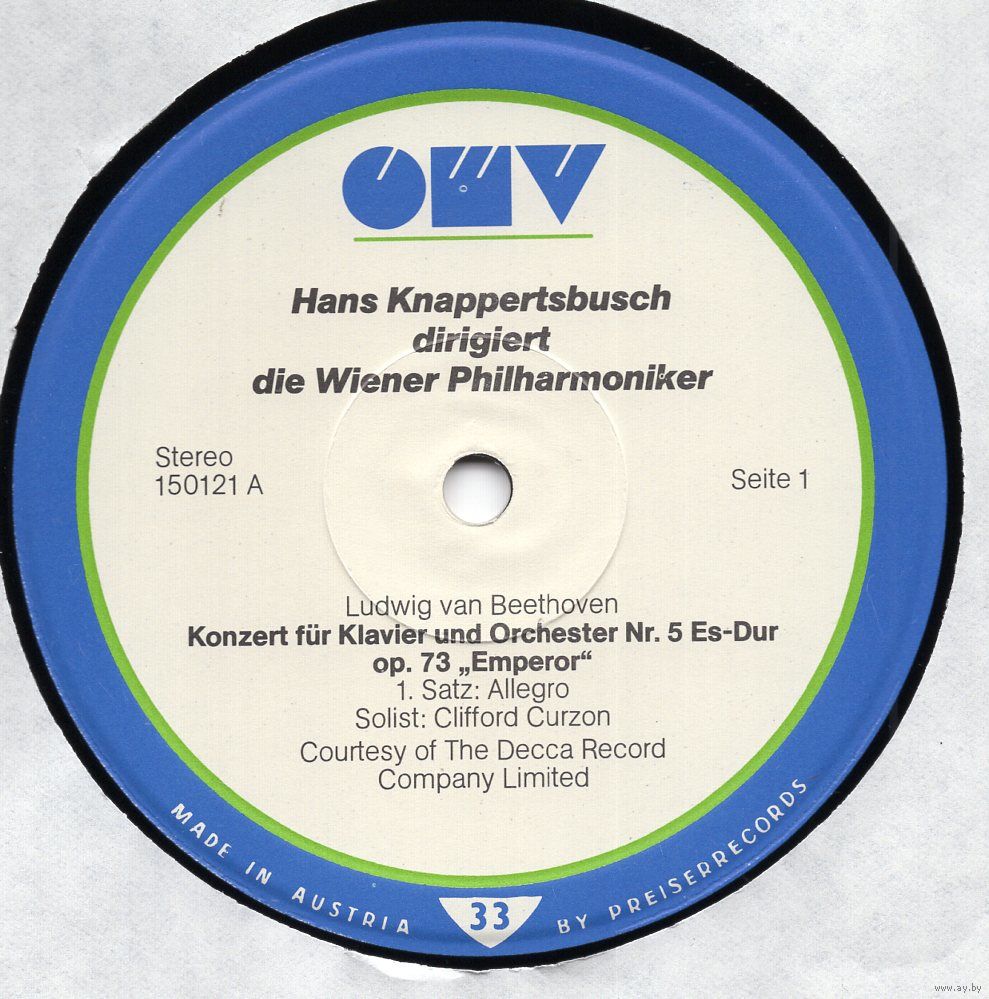 ÖMV
Hans Knappertsbusch
dirigiert
die Wiener Philharmoniker
Stereo
150121 A
Seite 1
Ludwig van Beethoven
Konzert für Klavier und Orchester Nr. 5 Es-Dur
op. 73 „Emperor“
1. Satz: Allegro
Solist: Clifford Curzon
Courtesy of The Decca Record
Company Limited
MADE IN AUSTRIA
33
BY PREISERRECORDS
www.ay.by